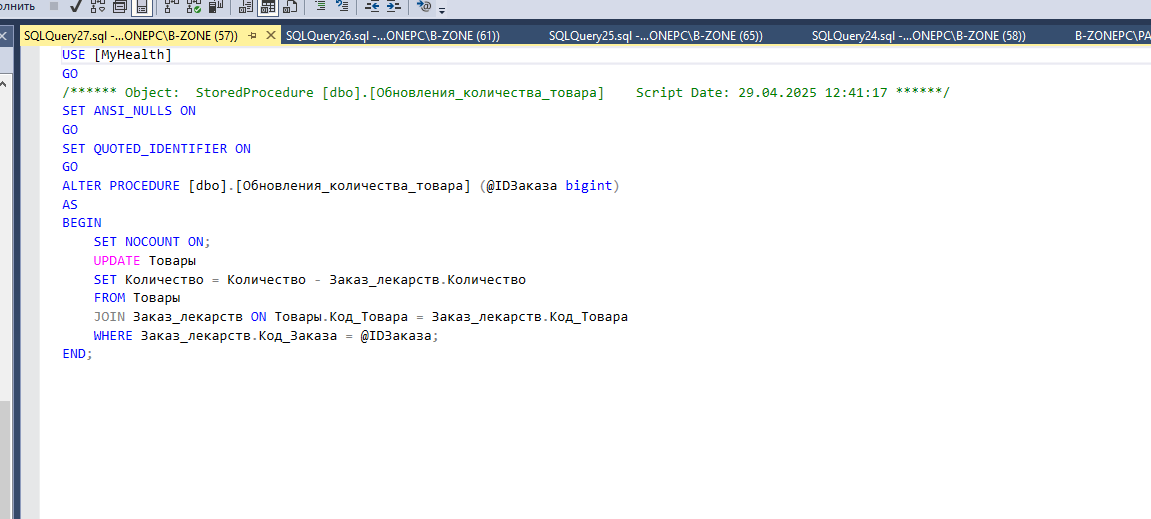 лнить
SQLQuery27.sql -...ONEPC\B-ZONE (57))
SQLQuery26.sql -...ONEPC\B-ZONE (61))
SQLQuery25.sql -...ONEPC\B-ZONE (65))
SQLQuery24.sql -...ONEPC\B-ZONE (58))
B-ZONEPC\PA
USE [MyHealth]
GO
/****** Object:  StoredProcedure [dbo].[Обновления_количества_товара]    Script Date: 29.04.2025 12:41:17 ******/
SET ANSI_NULLS ON
GO
SET QUOTED_IDENTIFIER ON
GO
ALTER PROCEDURE [dbo].[Обновления_количества_товара] (@IDЗаказа bigint)
AS
BEGIN
    SET NOCOUNT ON;
    UPDATE Товары
    SET Количество = Количество - Заказ_лекарств.Количество
    FROM Товары
    JOIN Заказ_лекарств ON Товары.Код_Товара = Заказ_лекарств.Код_Товара
    WHERE Заказ_лекарств.Код_Заказа = @IDЗаказа;
END;